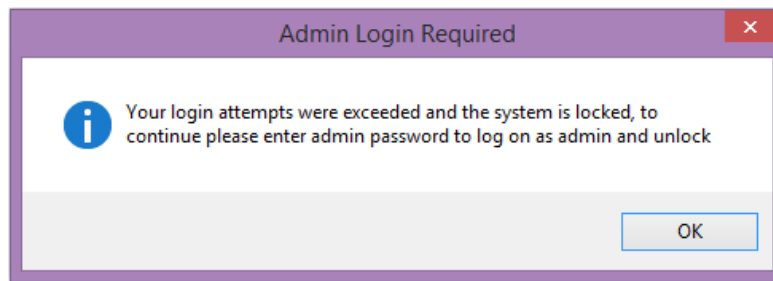 Admin Login Required
Your login attempts were exceeded and the system is locked, to
continue please enter admin password to log on as admin and unlock
OK